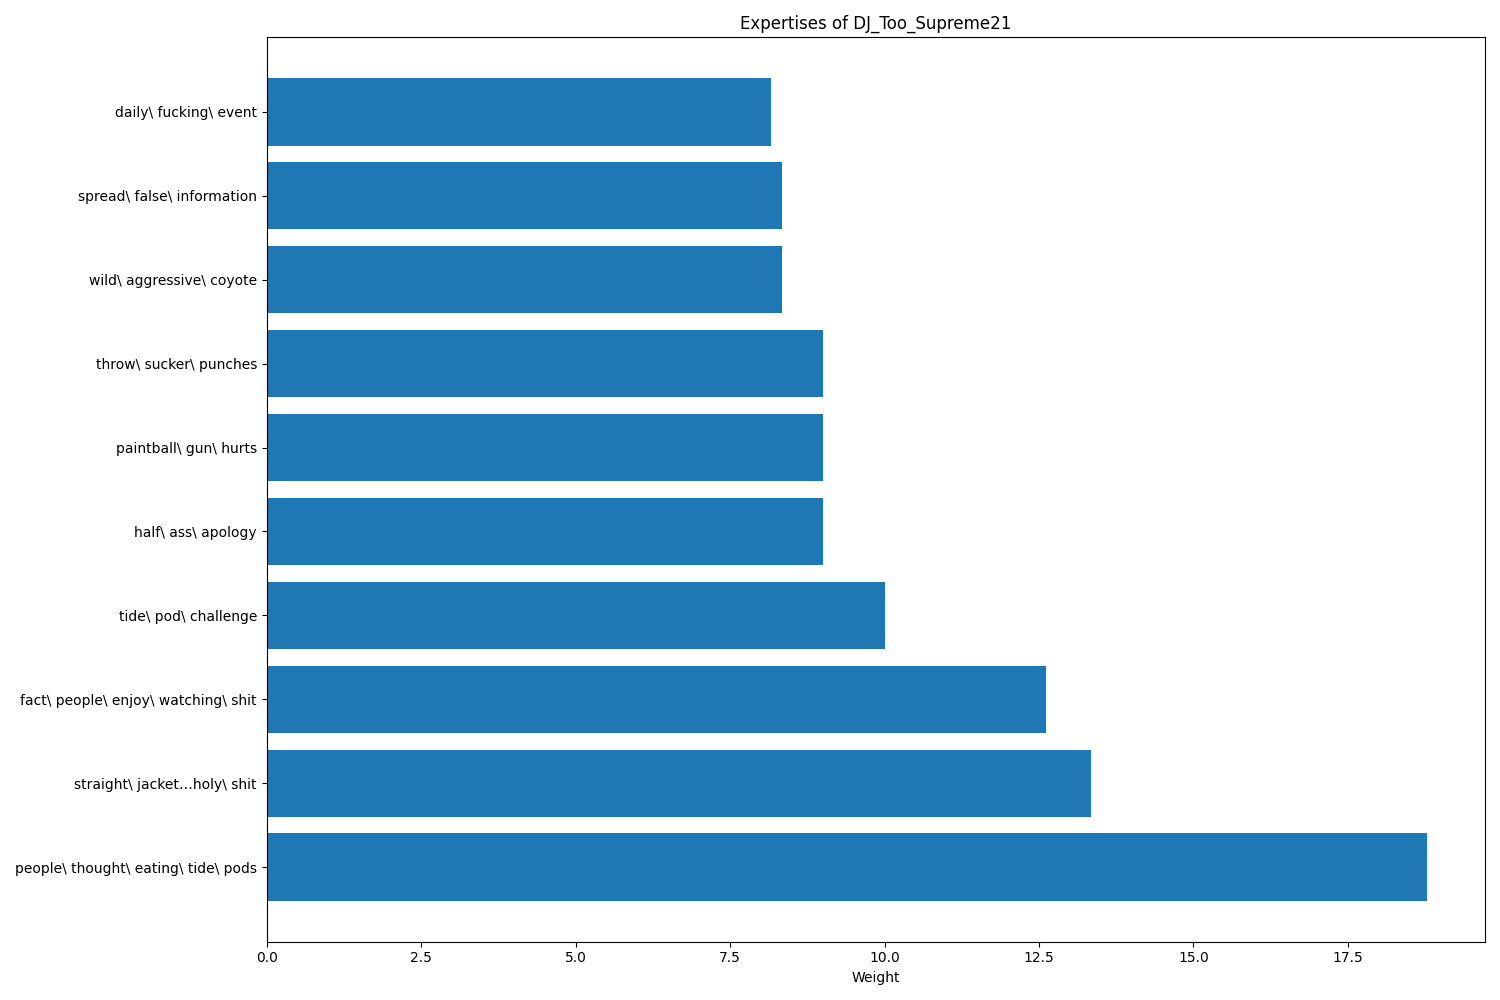 Expertises of DJ_Too_Supreme21
daily\ fucking\ event
spread\ false\ information
wild\ aggressive\ coyote
throw\ sucker\ punches
paintball\ gun\ hurts
half\ ass\ apology
tide\ pod\ challenge
fact\ people\ enjoy\ watching\ shit
straight\ jacket…holy\ shit
people\ thought\ eating\ tide\ pods
0.0 2.5 5.0 7.5 10.0 12.5 15.0 17.5
Weight